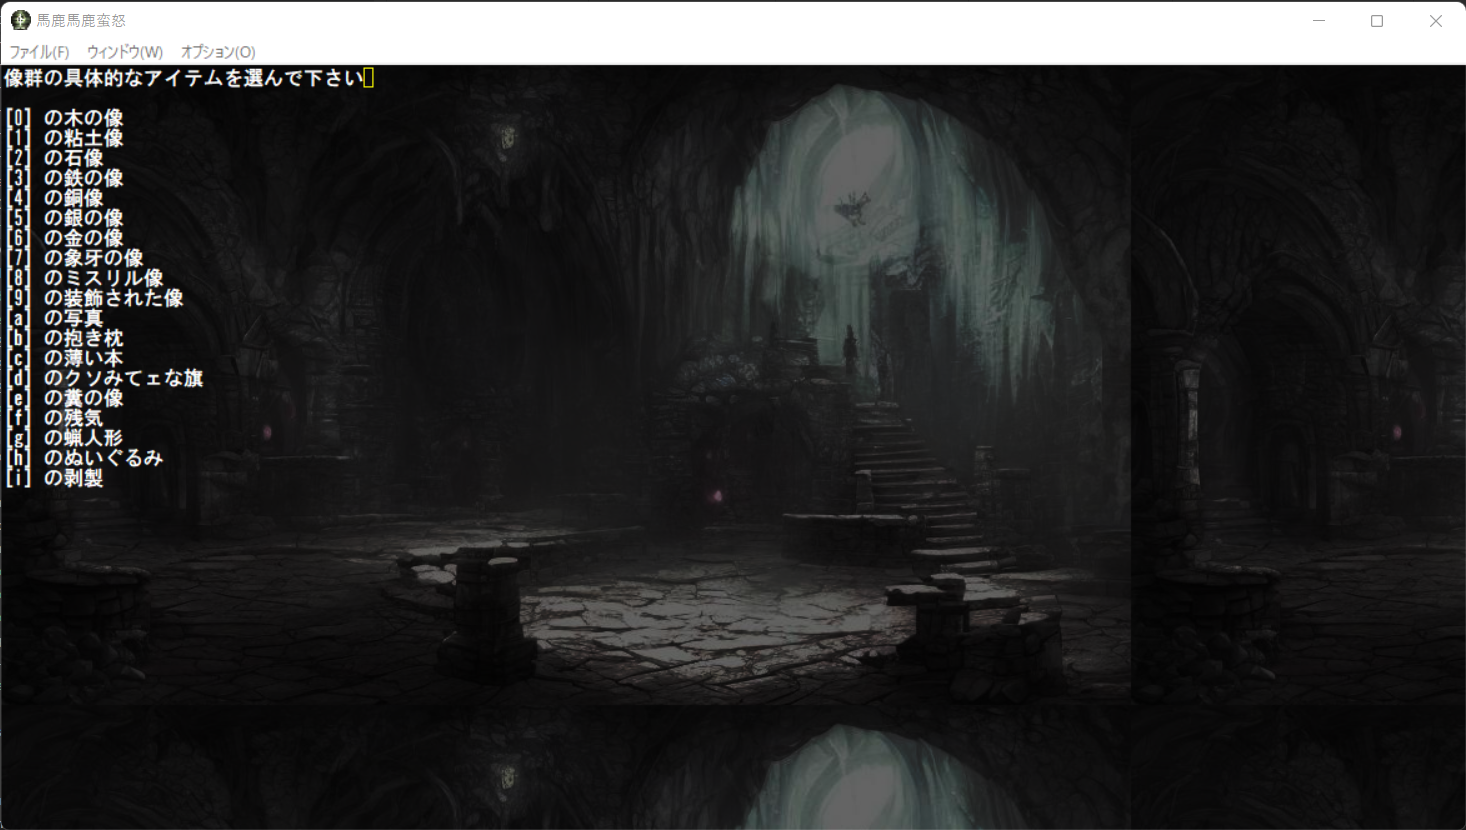 馬鹿馬鹿蛮怒
ファイル(F) ウィンドウ(W) オプション(O)
像群の具体的なアイテムを選んで下さい
[0] の木の像
[1] の粘土像
[2] の石像
[3] の鉄の像
[4] の銅像
[5] の銀の像
[6] の金の像
[7] の象牙の像
[8] のミスリル像
[9] の装飾された像
[a] の写真
[b] の抱き枕
[c] の薄い本
[d] のクソみてェな旗
[e] の糞の像
[f] の残気
[g] の蝋人形
[h] のぬいぐるみ
[i] の剥製